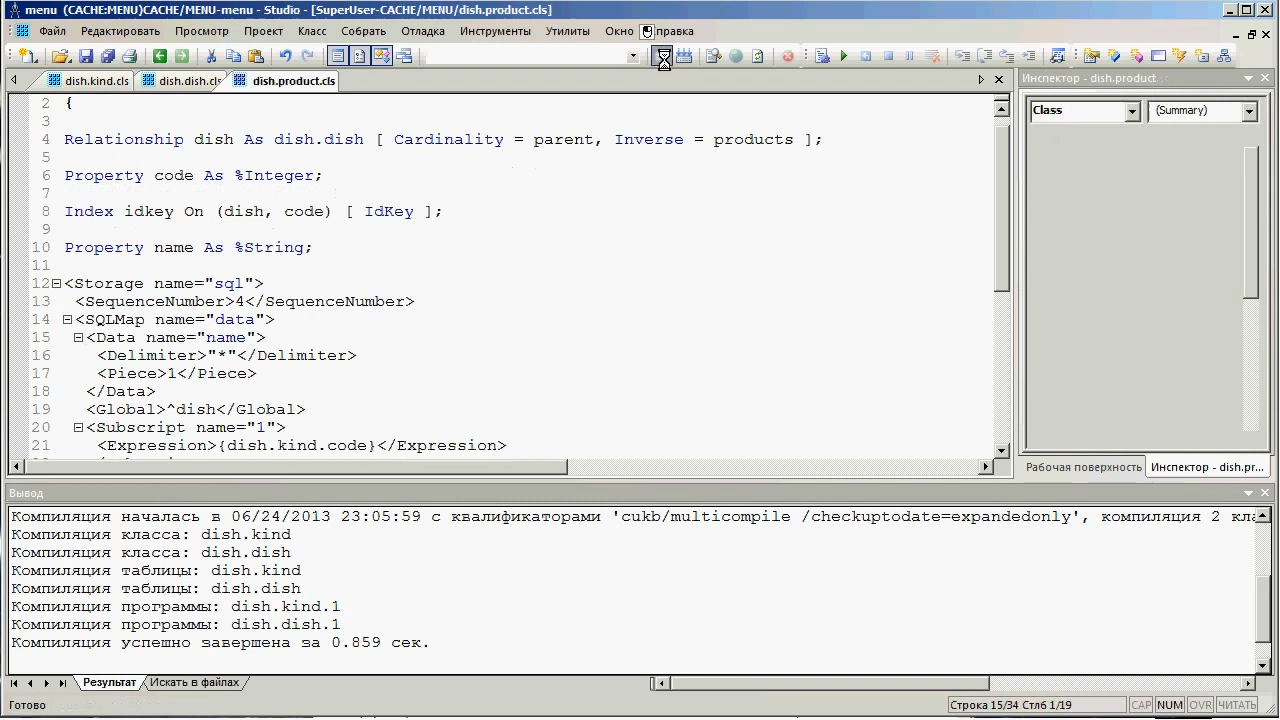 menu (CACHE:MENU)CACHE/MENU-menu - Studio - [SuperUser-CACHE/MENU/dish.product.cls]
Файл Редактировать Просмотр Проект Класс Собрать Отладка Инструменты Утилиты Окно правка
dish.kind.cls dish.dish.cls dish.product.cls
Инспектор - dish.product
Class (Summary)
2 {
3
4 Relationship dish As dish.dish [ Cardinality = parent, Inverse = products ];
5
6 Property code As %Integer;
7
8 Index idkey On (dish, code) [ IdKey ];
9
10 Property name As %String;
11
12 <Storage name="sql">
13 <SequenceNumber>4</SequenceNumber>
14 <SQLMap name="data">
15 <Data name="name">
16 <Delimiter>"*"</Delimiter>
17 <Piece>1</Piece>
18 </Data>
19 <Global>^dish</Global>
20 <Subscript name="1">
21 <Expression>{dish.kind.code}</Expression>
Рабочая поверхность Инспектор - dish.pr...
Вывод
Компиляция началась в 06/24/2013 23:05:59 с квалификаторами 'cukb/multicompile /checkuptodate=expandedonly', компиляция 2 кла
Компиляция класса: dish.kind
Компиляция класса: dish.dish
Компиляция таблицы: dish.kind
Компиляция таблицы: dish.dish
Компиляция программы: dish.kind.1
Компиляция программы: dish.dish.1
Компиляция успешно завершена за 0.859 сек.
Результат Искать в файлах
Готово Строка 15/34 Стлб 1/19 CAP NUM OVR ЧИТАТЬ